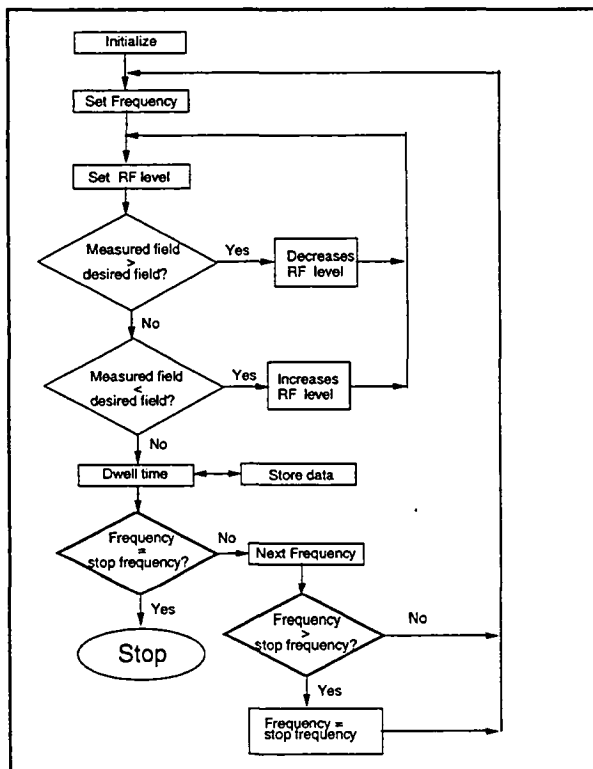 Initialize
Set Frequency
Set RF level
Measured field
>
desired field?
Yes
Decreases
RF level
No
Measured field
<
desired field?
Yes
Increases
RF level
No
Dwell time
Store data
Frequency
=
stop frequency?
No
Next Frequency
Yes
Stop
Frequency
>
stop frequency?
No
Yes
Frequency =
stop frequency